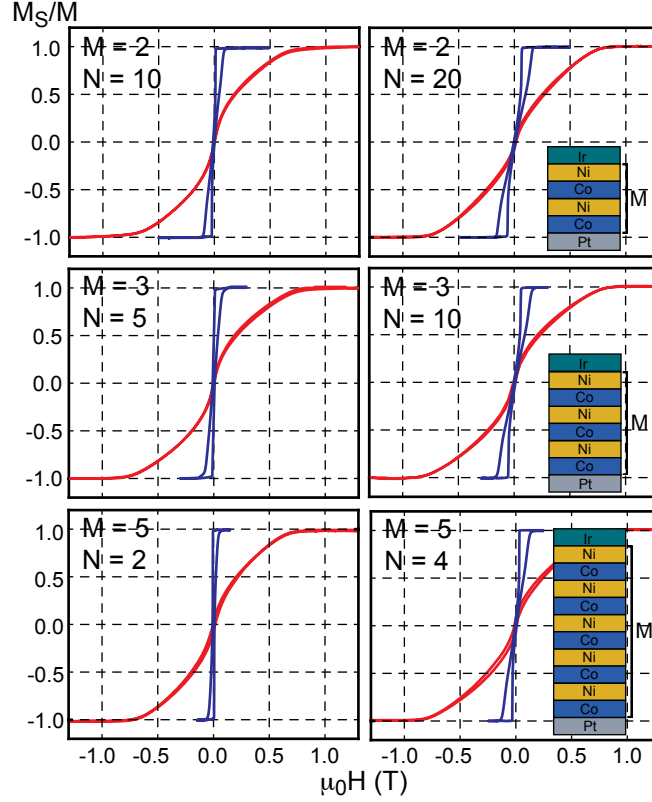 M_S/M
M = 2
N = 10
M = 2
N = 20
1.0
0.5
0.0
-0.5
-1.0
Ir
Ni
Co
Ni
Co
Pt
M
M = 3
N = 5
M = 3
N = 10
1.0
0.5
0.0
-0.5
-1.0
Ir
Ni
Co
Ni
Co
Ni
Co
Pt
M
M = 5
N = 2
M = 5
N = 4
1.0
0.5
0.0
-0.5
-1.0
Ir
Ni
Co
Ni
Co
Ni
Co
Ni
Co
Ni
Co
Pt
M
-1.0 -0.5 0.0 0.5 1.0
-1.0 -0.5 0.0 0.5 1.0
μ₀H (T)